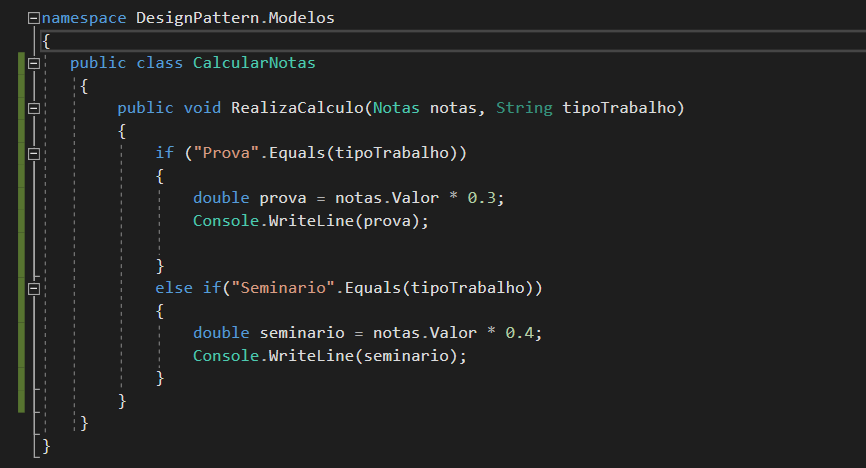 namespace DesignPattern.Modelos
{
public class CalcularNotas
{
public void RealizaCalculo(Notas notas, String tipoTrabalho)
{
if ("Prova".Equals(tipoTrabalho))
{
double prova = notas.Valor * 0.3;
Console.WriteLine(prova);
}
else if("Seminario".Equals(tipoTrabalho))
{
double seminario = notas.Valor * 0.4;
Console.WriteLine(seminario);
}
}
}
}